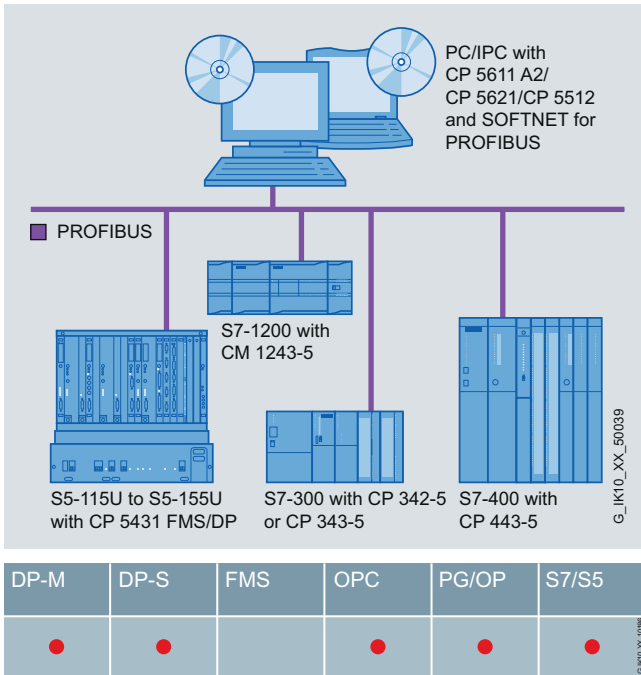 PC/IPC with
CP 5611 A2/
CP 5621/CP 5512
and SOFTNET for
PROFIBUS
PROFIBUS
S7-1200 with
CM 1243-5
S5-115U to S5-155U
with CP 5431 FMS/DP
S7-300 with CP 342-5
or CP 343-5
S7-400 with
CP 443-5
G_IK10_XX_50039
DP-M DP-S FMS OPC PG/OP S7/S5